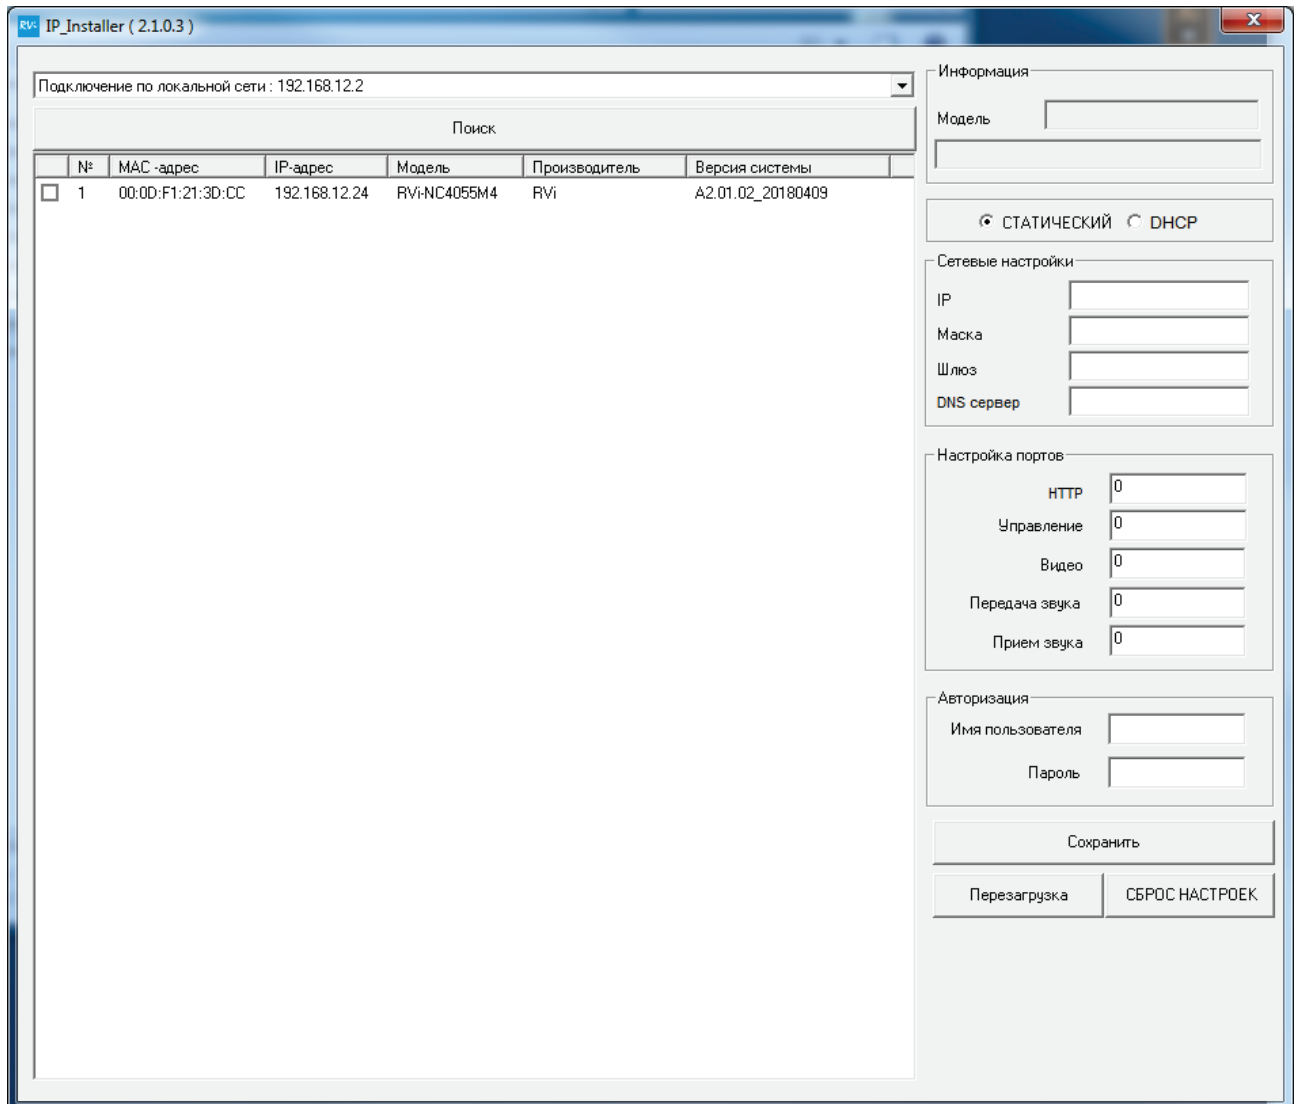 RVi IP_Installer ( 2.1.0.3 )
Подключение по локальной сети : 192.168.12.2
Поиск
№ MAC -адрес IP-адрес Модель Производитель Версия системы
1 00:0D:F1:21:3D:CC 192.168.12.24 RVi-NC4055M4 RVi A2.01.02_20180409
Информация
Модель
СТАТИЧЕСКИЙ DHCP
Сетевые настройки
IP
Маска
Шлюз
DNS сервер
Настройка портов
HTTP 0
Управление 0
Видео 0
Передача звука 0
Прием звука 0
Авторизация
Имя пользователя
Пароль
Сохранить
Перезагрузка СБРОС НАСТРОЕК